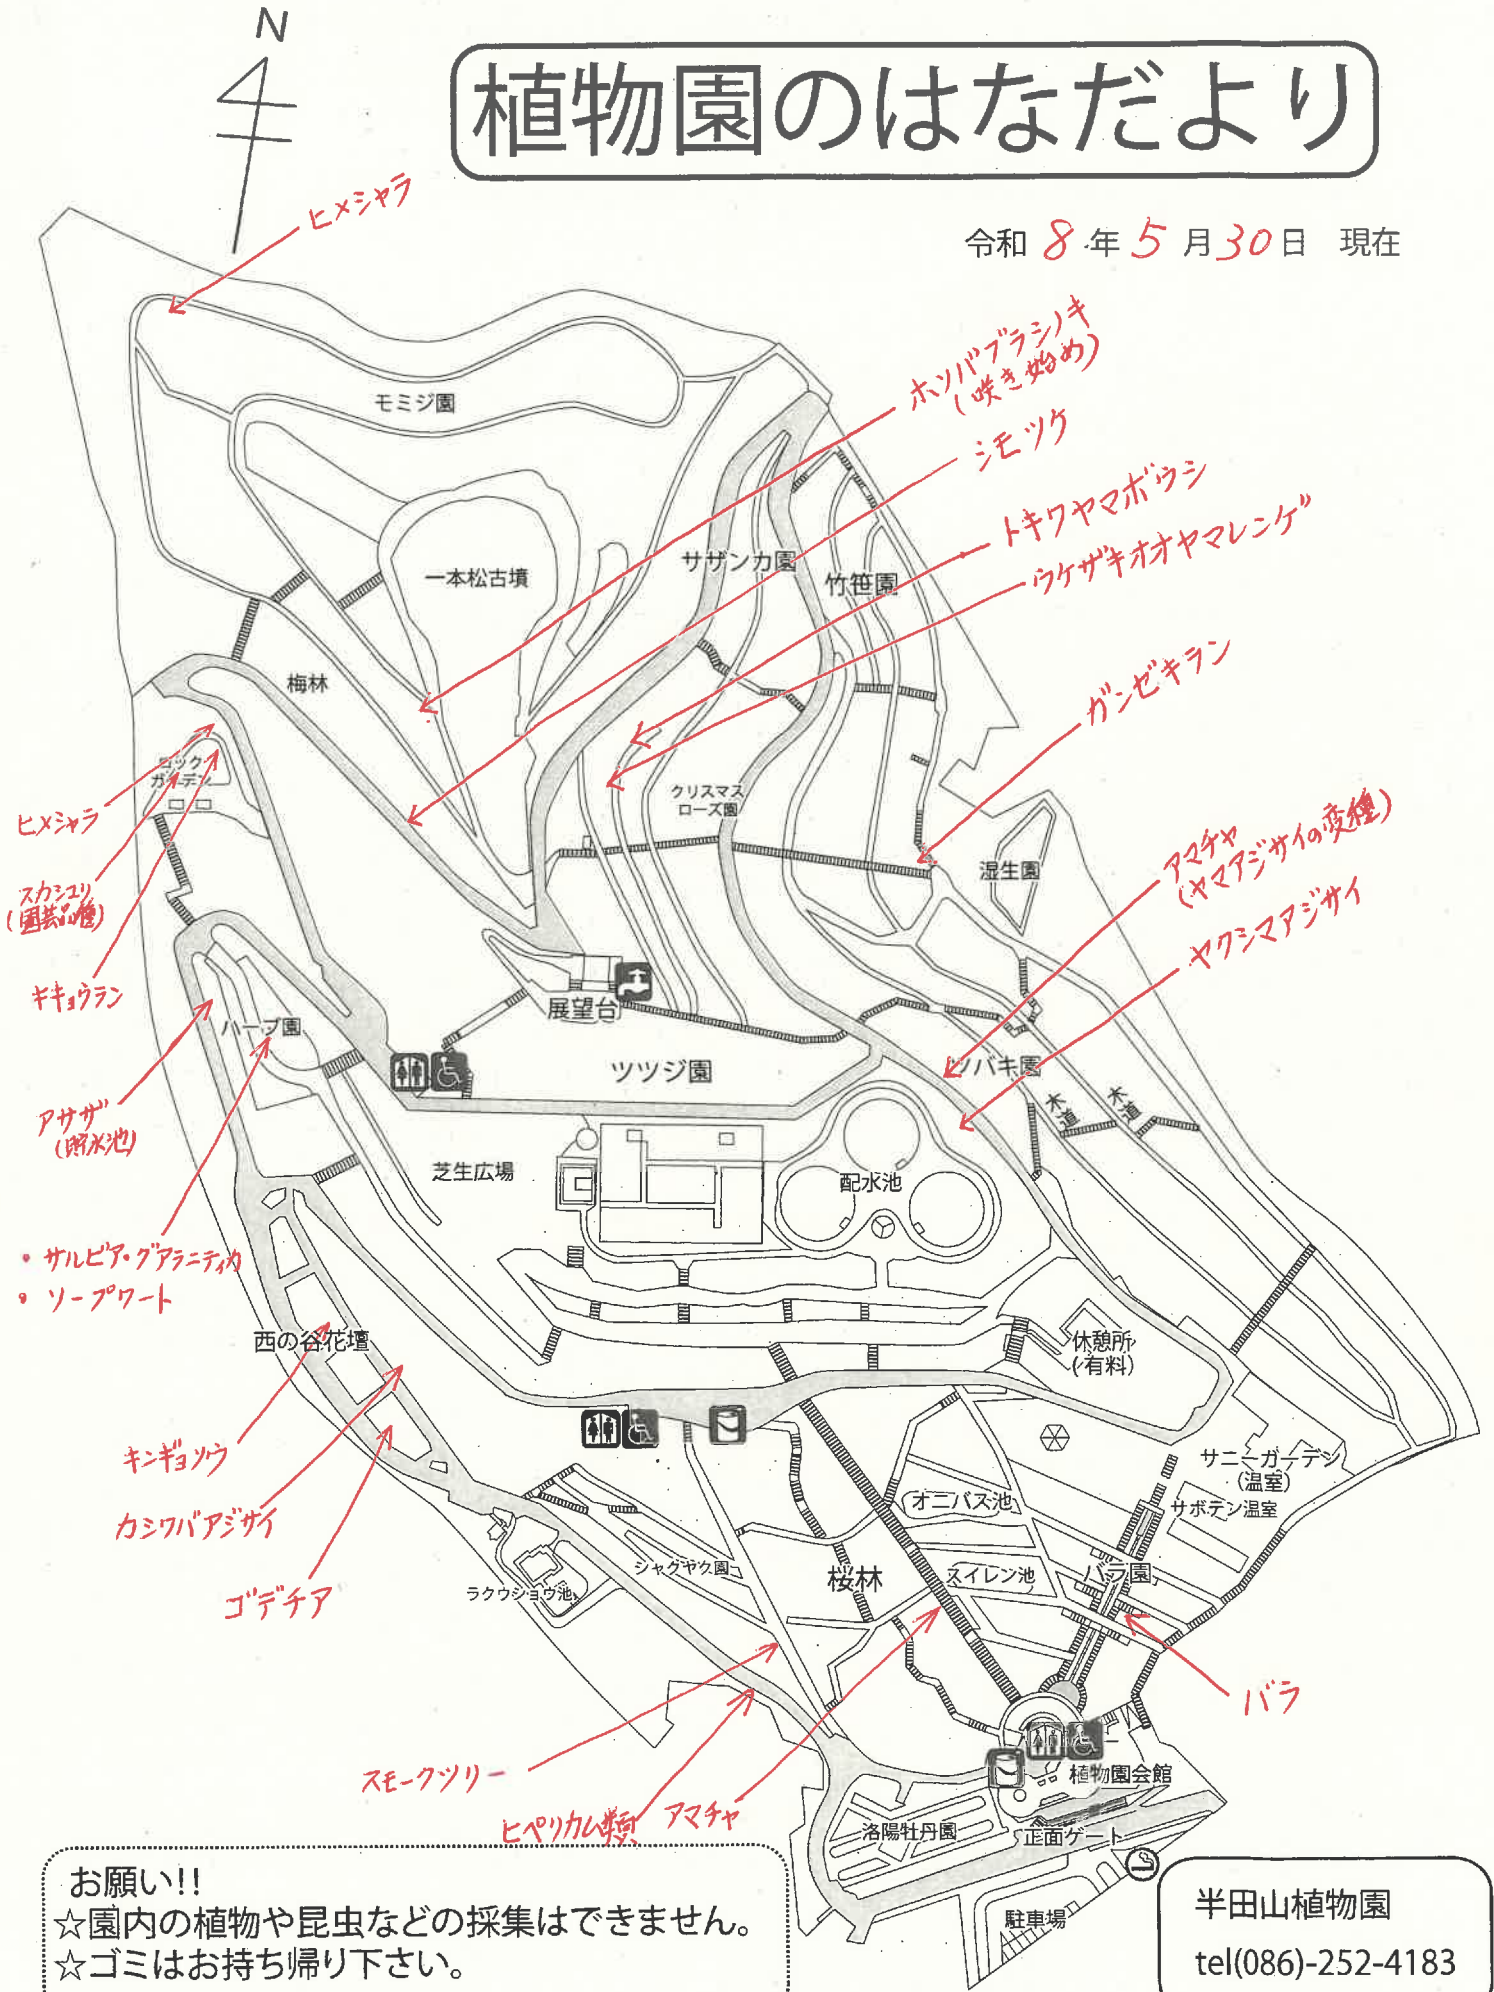 N
植物園のはなだより
令和 8 年 5 月 30 日 現在
ヒメシャラ
ホソバブラシノキ
(咲き始め)
シモツケ
トキワヤマボウシ
ウケザキオオヤマレンゲ
ガンゼキラン
アマチャ
(ヤマアジサイの変種)
ヤクシマアジサイ
モミジ園
一本松古墳
サザンカ園
竹笹園
梅林
ロック
ガーデン
クリスマス
ローズ園
湿生園
ヒメシャラ
スカシユリ
(園芸品種)
キキョウラン
ハーブ園
展望台
ツツジ園
ツバキ園
木道
木道
アサザ
(貯水池)
芝生広場
配水池
・サルビア・グアラニティカ
・ソープワート
西の谷花壇
休憩所
(有料)
キンギョソウ
カシワバアジサイ
ゴデチア
サニーガーデン
(温室)
サボテン温室
オニバス池
シャクヤク園
桜林
スイレン池
バラ園
ラクウショウ池
バラ
スモークツリー
ヒペリカム類
アマチャ
植物園会館
洛陽牡丹園
正面ゲート
駐車場
お願い!!
☆園内の植物や昆虫などの採集はできません。
☆ゴミはお持ち帰り下さい。
半田山植物園
tel(086)-252-4183